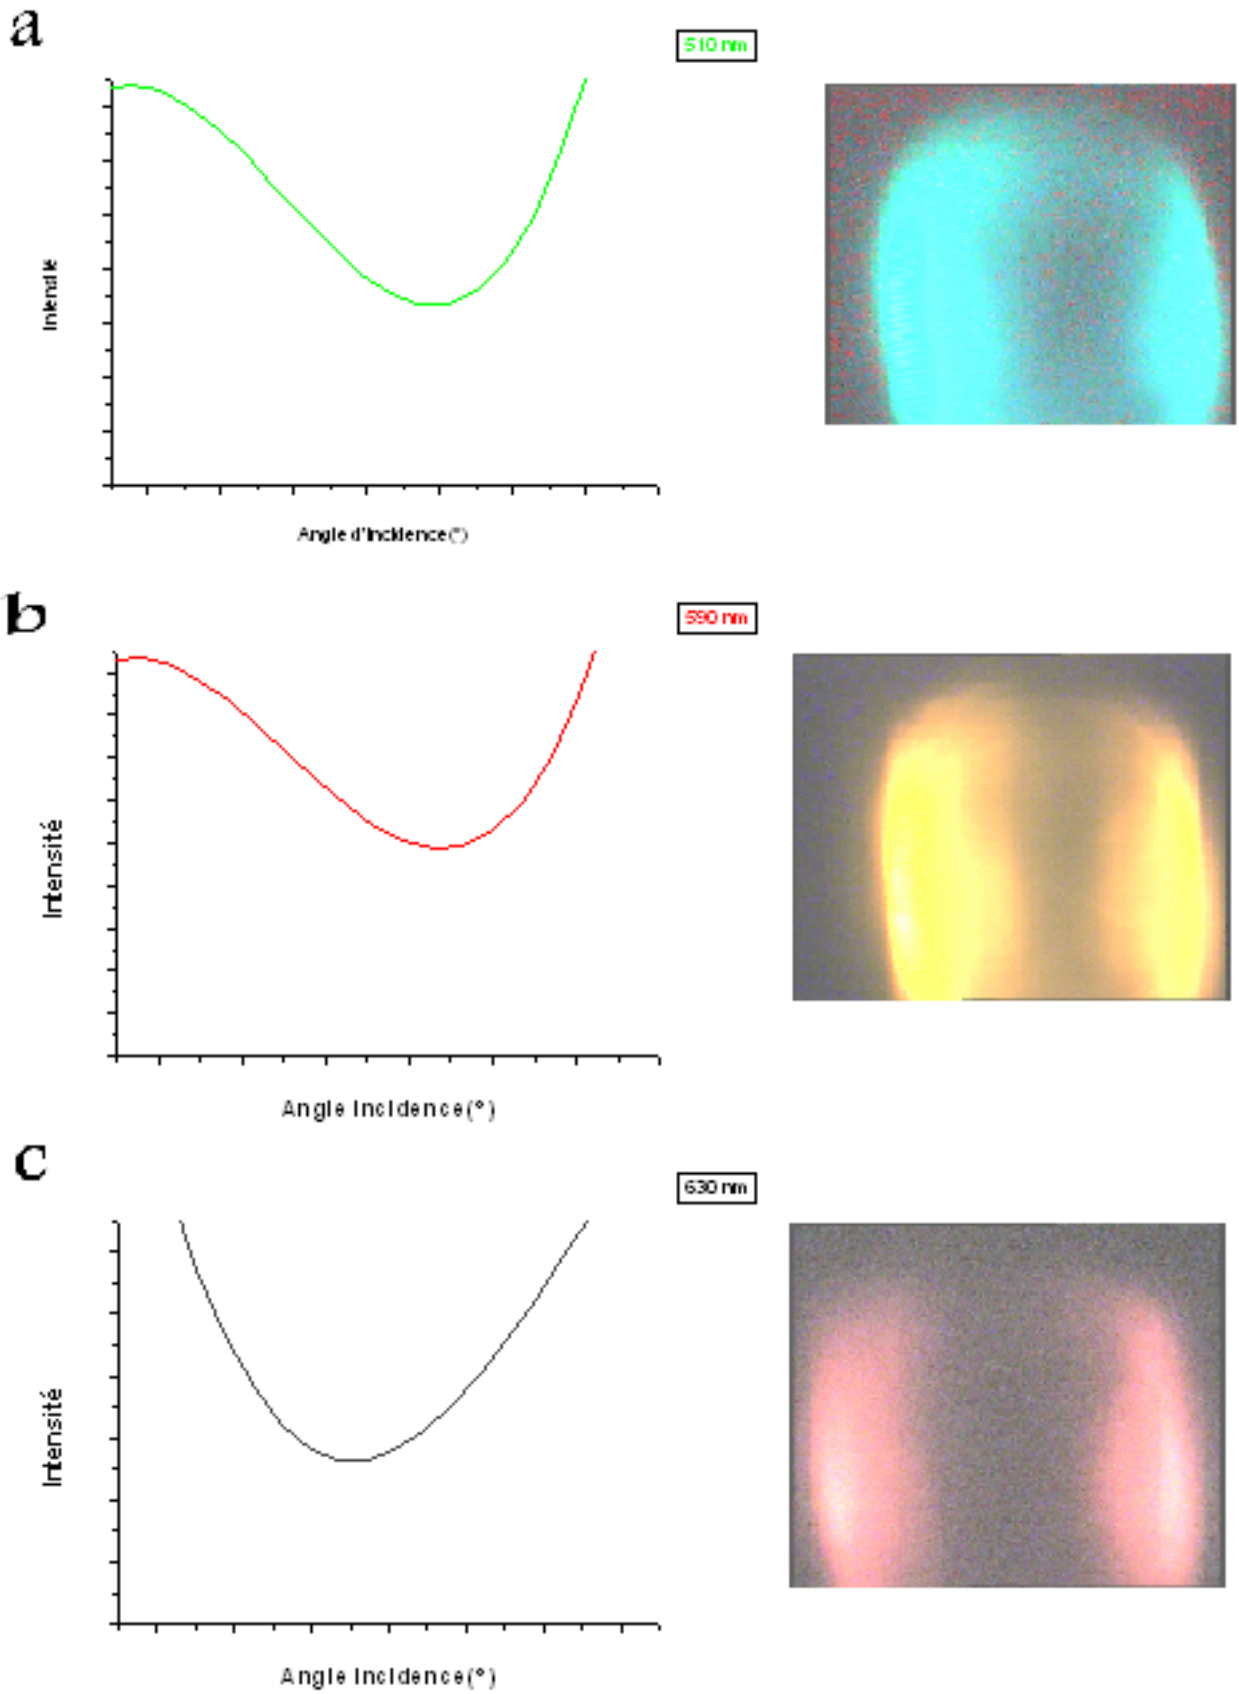 a
510 nm
Intensité
Angle d'Incidence(°)
b
590 nm
Intensité
Angle Incidence(°)
c
630 nm
Intensité
Angle Incidence(°)